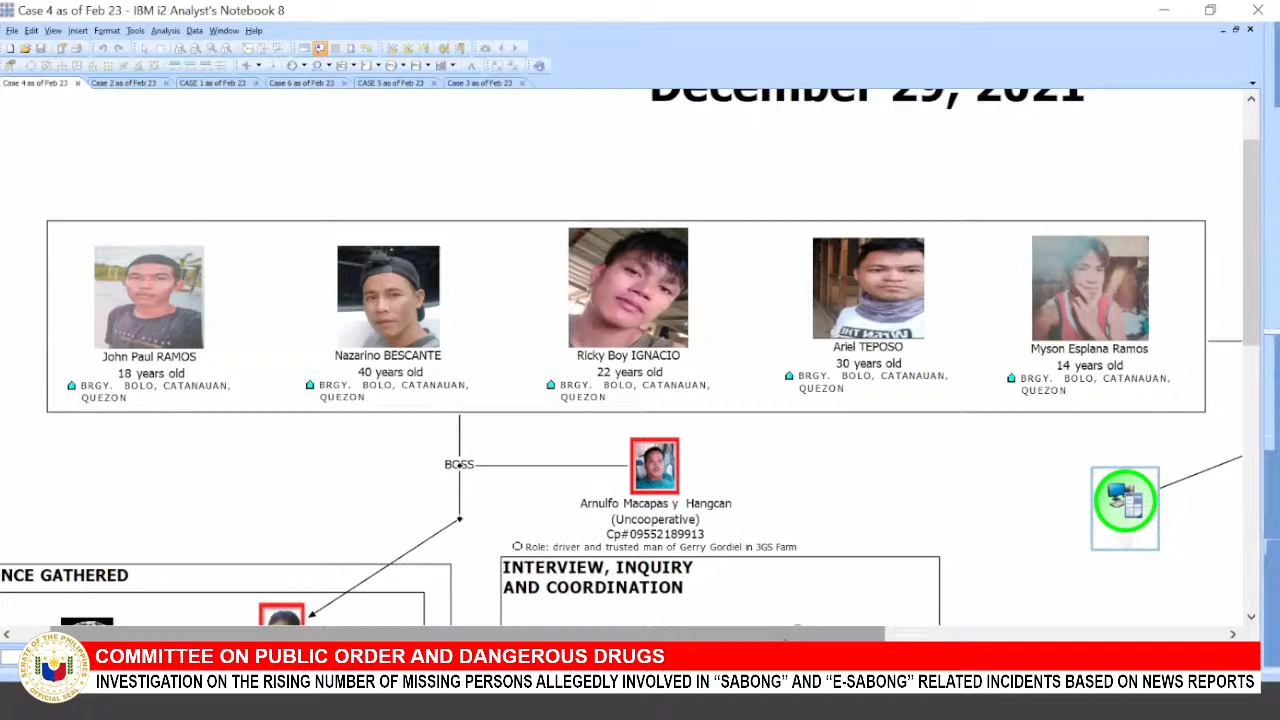 Case 4 as of Feb 23 - IBM i2 Analyst's Notebook 8
File Edit View Insert Format Tools Analysis Data Window Help
Case 4 as of Feb 23 Case 2 as of Feb 23 CASE 1 as of Feb 23 Case 6 as of Feb 23 CASE 5 as of Feb 23 Case 3 as of Feb 23
December 29, 2021
John Paul RAMOS
18 years old
BRGY. BOLO, CATANAUAN,
QUEZON
Nazarino BESCANTE
40 years old
BRGY. BOLO, CATANAUAN,
QUEZON
Ricky Boy IGNACIO
22 years old
BRGY. BOLO, CATANAUAN,
QUEZON
Ariel TEPOSO
30 years old
BRGY. BOLO, CATANAUAN,
QUEZON
Myson Esplana Ramos
14 years old
BRGY. BOLO, CATANAUAN,
QUEZON
BOSS
Arnulfo Macapas y Hangcan
(Uncooperative)
Cp#09552189913
Role: driver and trusted man of Gerry Gordiel in 3GS Farm
NCE GATHERED
INTERVIEW, INQUIRY
AND COORDINATION
COMMITTEE ON PUBLIC ORDER AND DANGEROUS DRUGS
INVESTIGATION ON THE RISING NUMBER OF MISSING PERSONS ALLEGEDLY INVOLVED IN “SABONG” AND “E-SABONG” RELATED INCIDENTS BASED ON NEWS REPORTS